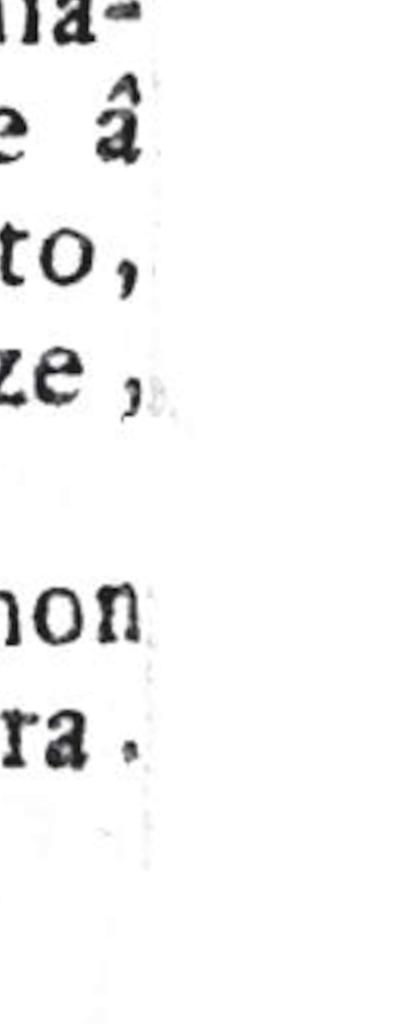 a-
e â
to,
ze ,
non
ra .